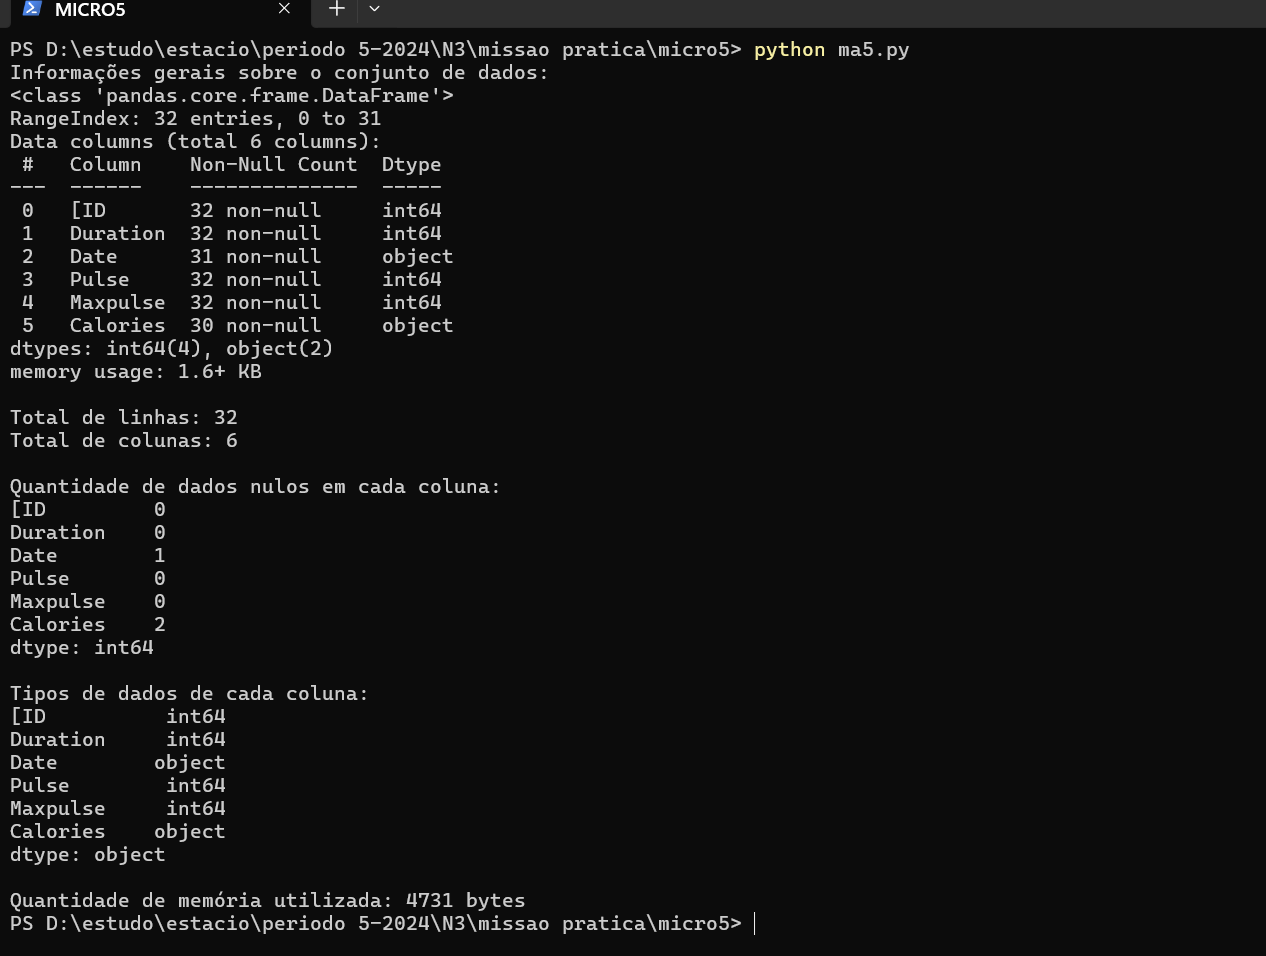 MICRO5
PS D:\estudo\estacio\periodo 5-2024\N3\missao pratica\micro5> python ma5.py
Informações gerais sobre o conjunto de dados:
<class 'pandas.core.frame.DataFrame'>
RangeIndex: 32 entries, 0 to 31
Data columns (total 6 columns):
 #   Column    Non-Null Count  Dtype
---  ------    --------------  -----
 0   [ID       32 non-null     int64
 1   Duration  32 non-null     int64
 2   Date      31 non-null     object
 3   Pulse     32 non-null     int64
 4   Maxpulse  32 non-null     int64
 5   Calories  30 non-null     object
dtypes: int64(4), object(2)
memory usage: 1.6+ KB
Total de linhas: 32
Total de colunas: 6
Quantidade de dados nulos em cada coluna:
[ID         0
Duration    0
Date        1
Pulse       0
Maxpulse    0
Calories    2
dtype: int64
Tipos de dados de cada coluna:
[ID          int64
Duration     int64
Date        object
Pulse        int64
Maxpulse     int64
Calories    object
dtype: object
Quantidade de memória utilizada: 4731 bytes
PS D:\estudo\estacio\periodo 5-2024\N3\missao pratica\micro5>